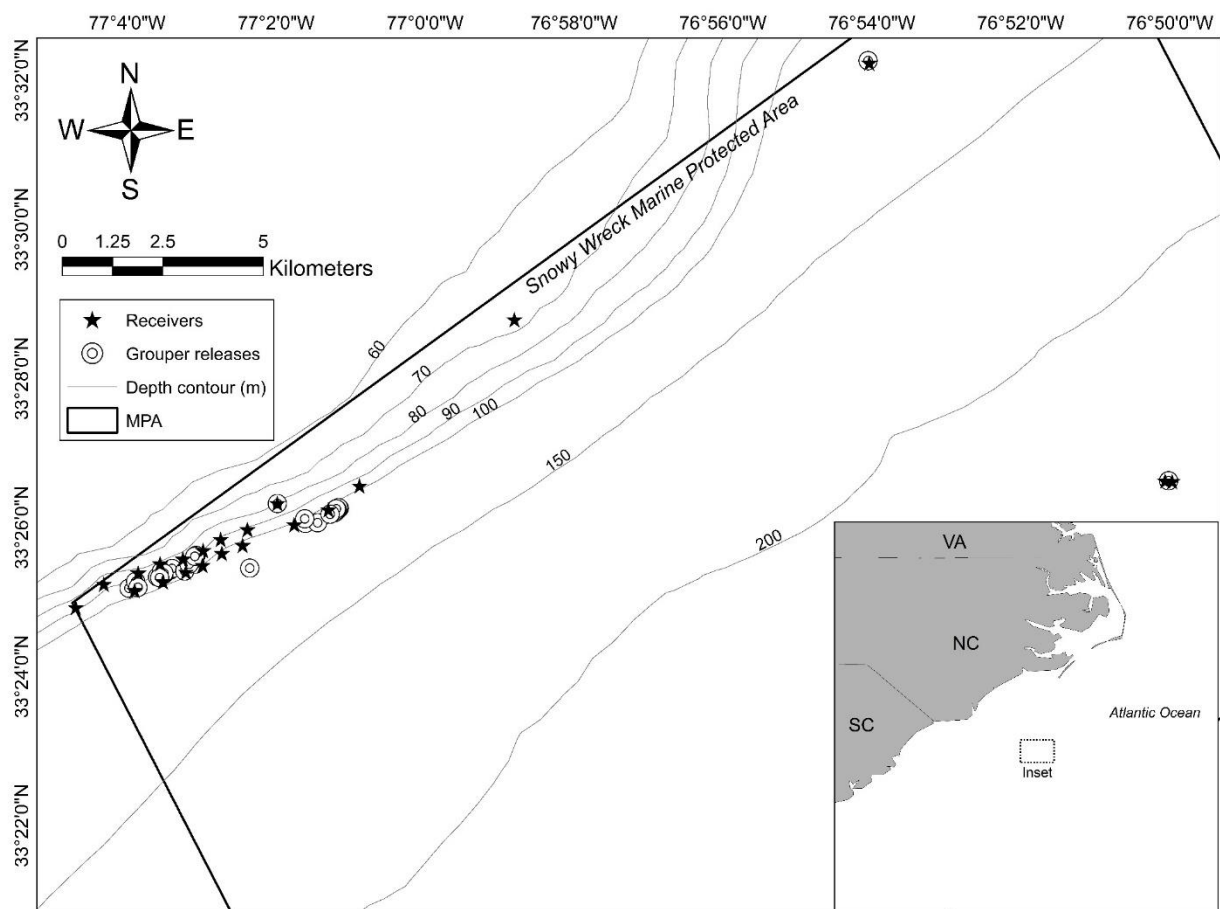 77°4'0"W 77°2'0"W 77°0'0"W 76°58'0"W 76°56'0"W 76°54'0"W 76°52'0"W 76°50'0"W
33°32'0"N
33°30'0"N
33°28'0"N
33°26'0"N
33°24'0"N
33°22'0"N
N
W E
S
0 1.25 2.5 5
Kilometers
Receivers
Grouper releases
Depth contour (m)
MPA
Snowy Wreck Marine Protected Area
60
70
80
90
100
150
200
VA
NC
SC
Atlantic Ocean
Inset